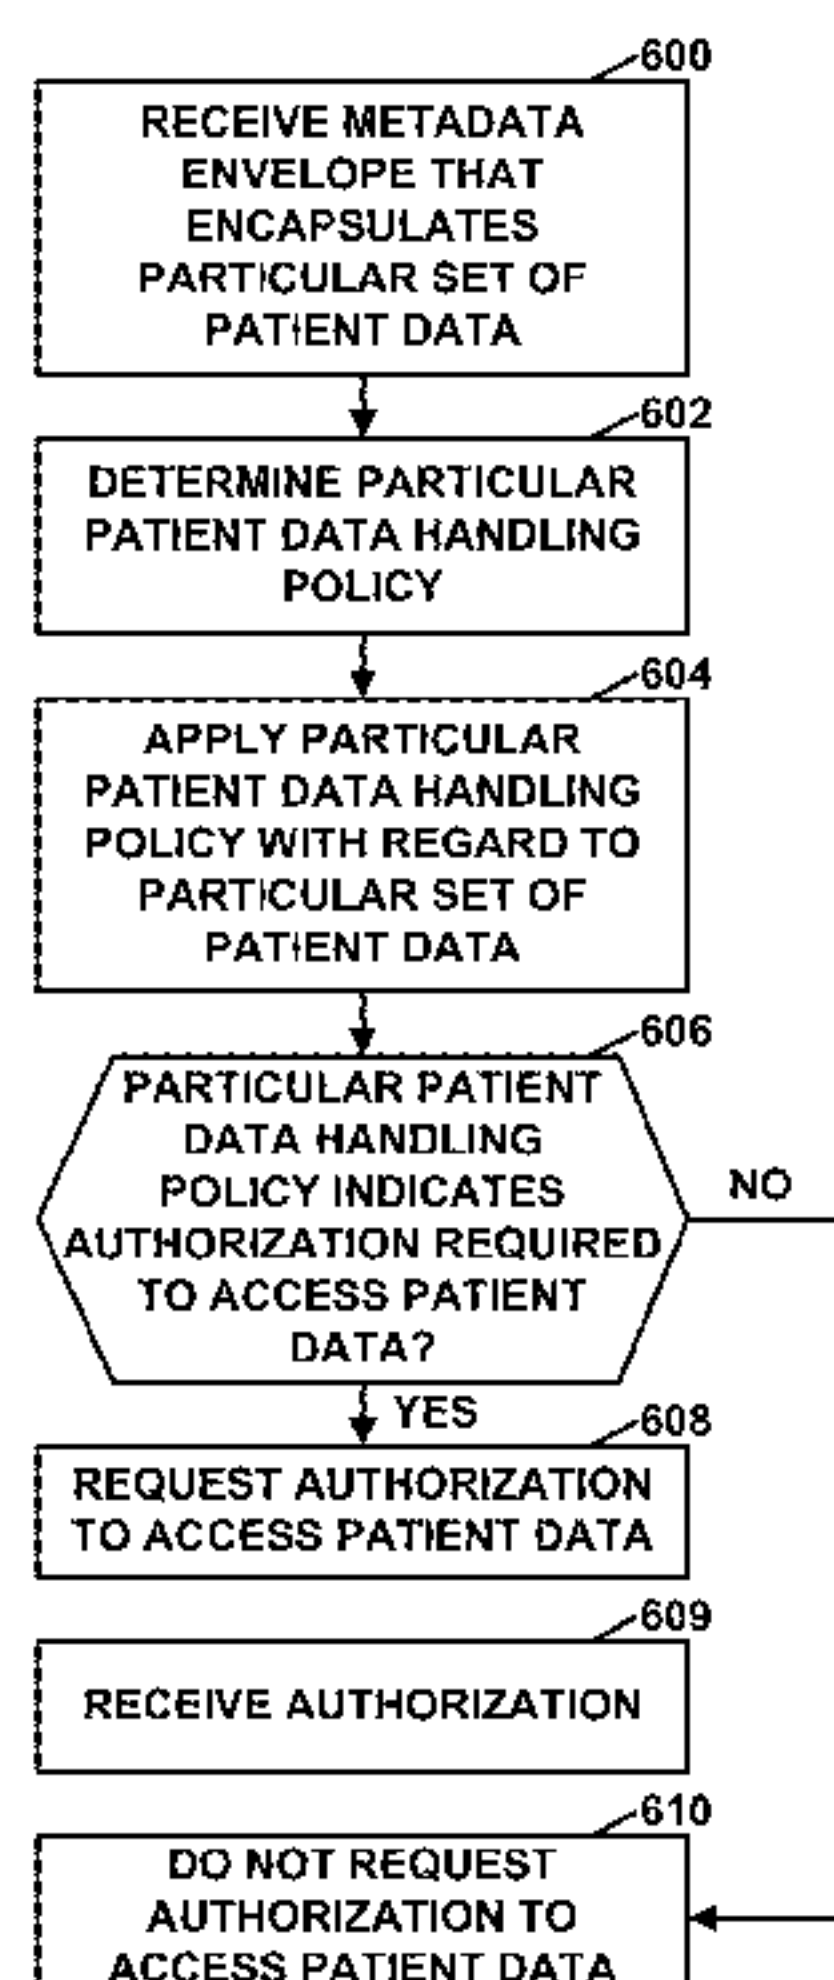 600
RECEIVE METADATA
ENVELOPE THAT
ENCAPSULATES
PARTICULAR SET OF
PATIENT DATA
602
DETERMINE PARTICULAR
PATIENT DATA HANDLING
POLICY
604
APPLY PARTICULAR
PATIENT DATA HANDLING
POLICY WITH REGARD TO
PARTICULAR SET OF
PATIENT DATA
606
PARTICULAR PATIENT
DATA HANDLING
POLICY INDICATES
AUTHORIZATION REQUIRED
TO ACCESS PATIENT
DATA?
NO
YES
608
REQUEST AUTHORIZATION
TO ACCESS PATIENT DATA
609
RECEIVE AUTHORIZATION
610
DO NOT REQUEST
AUTHORIZATION TO
ACCESS PATIENT DATA